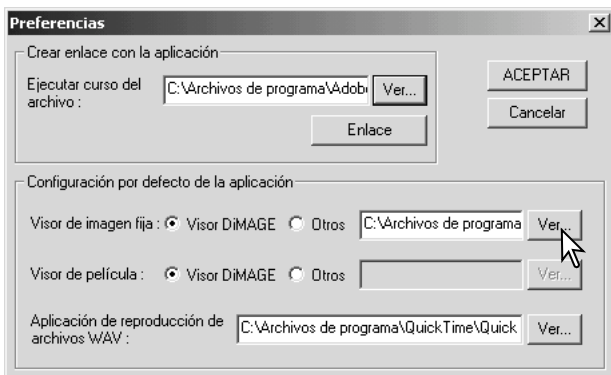 Preferencias
Crear enlace con la aplicación
Ejecutar curso del archivo :
C:\Archivos de programa\Adob
Ver...
ACEPTAR
Enlace
Cancelar
Configuración por defecto de la aplicación
Visor de imagen fija : Visor DiMAGE Otros C:\Archivos de programa Ver...
Visor de película : Visor DiMAGE Otros Ver...
Aplicación de reproducción de archivos WAV :
C:\Archivos de programa\QuickTime\Quick
Ver...